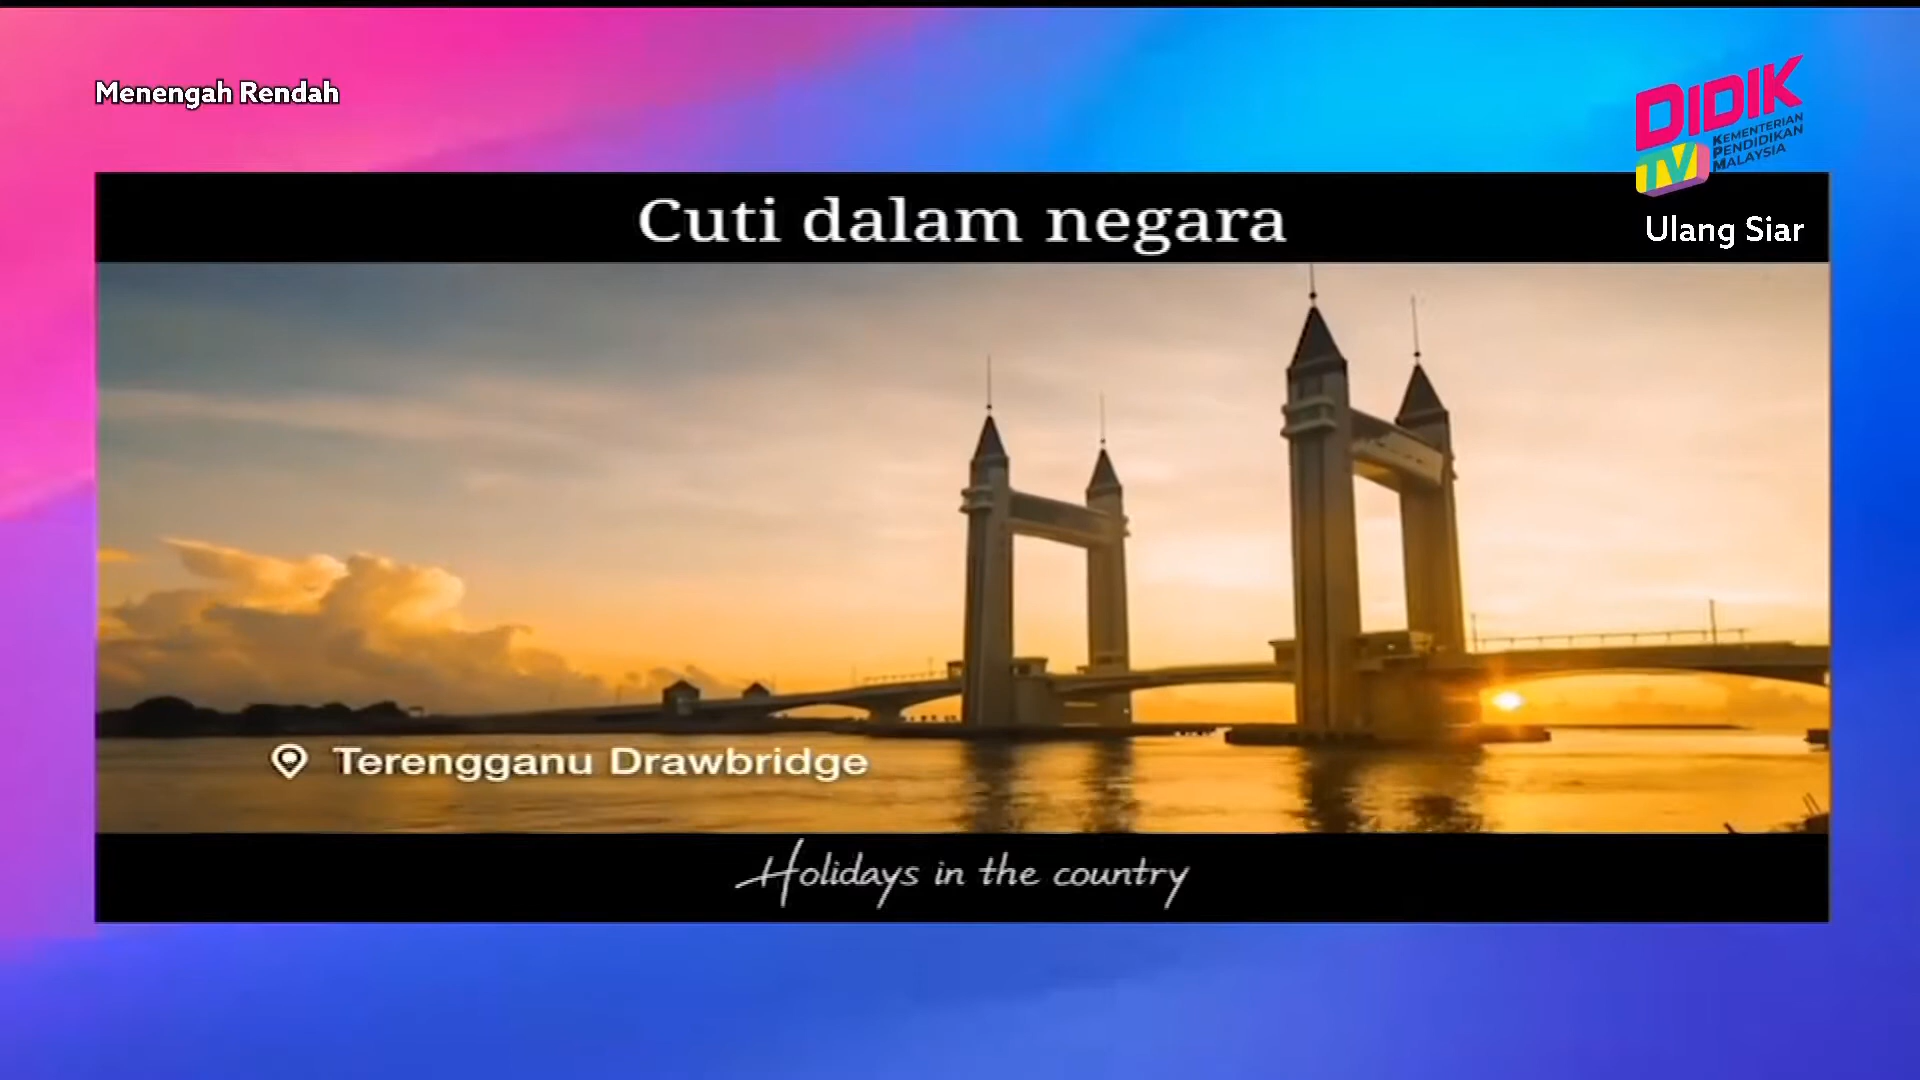 Menengah Rendah
DIDIK
TV
KEMENTERIAN
PENDIDIKAN
MALAYSIA
Cuti dalam negara
Ulang Siar
Terengganu Drawbridge
Holidays in the country